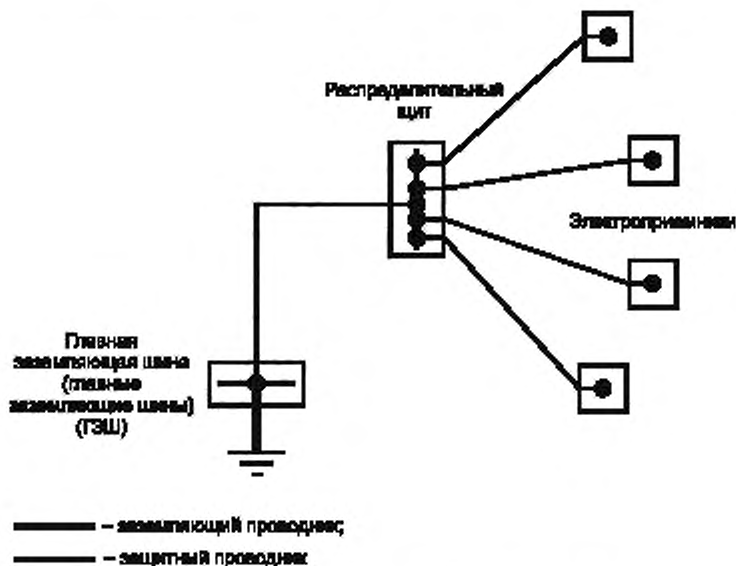 Распределительный
щит
Электроприемники
Главная
заземляющая шина
(главные
заземляющие шины)
(ГЗШ)
– заземляющий проводник;
– защитный проводник